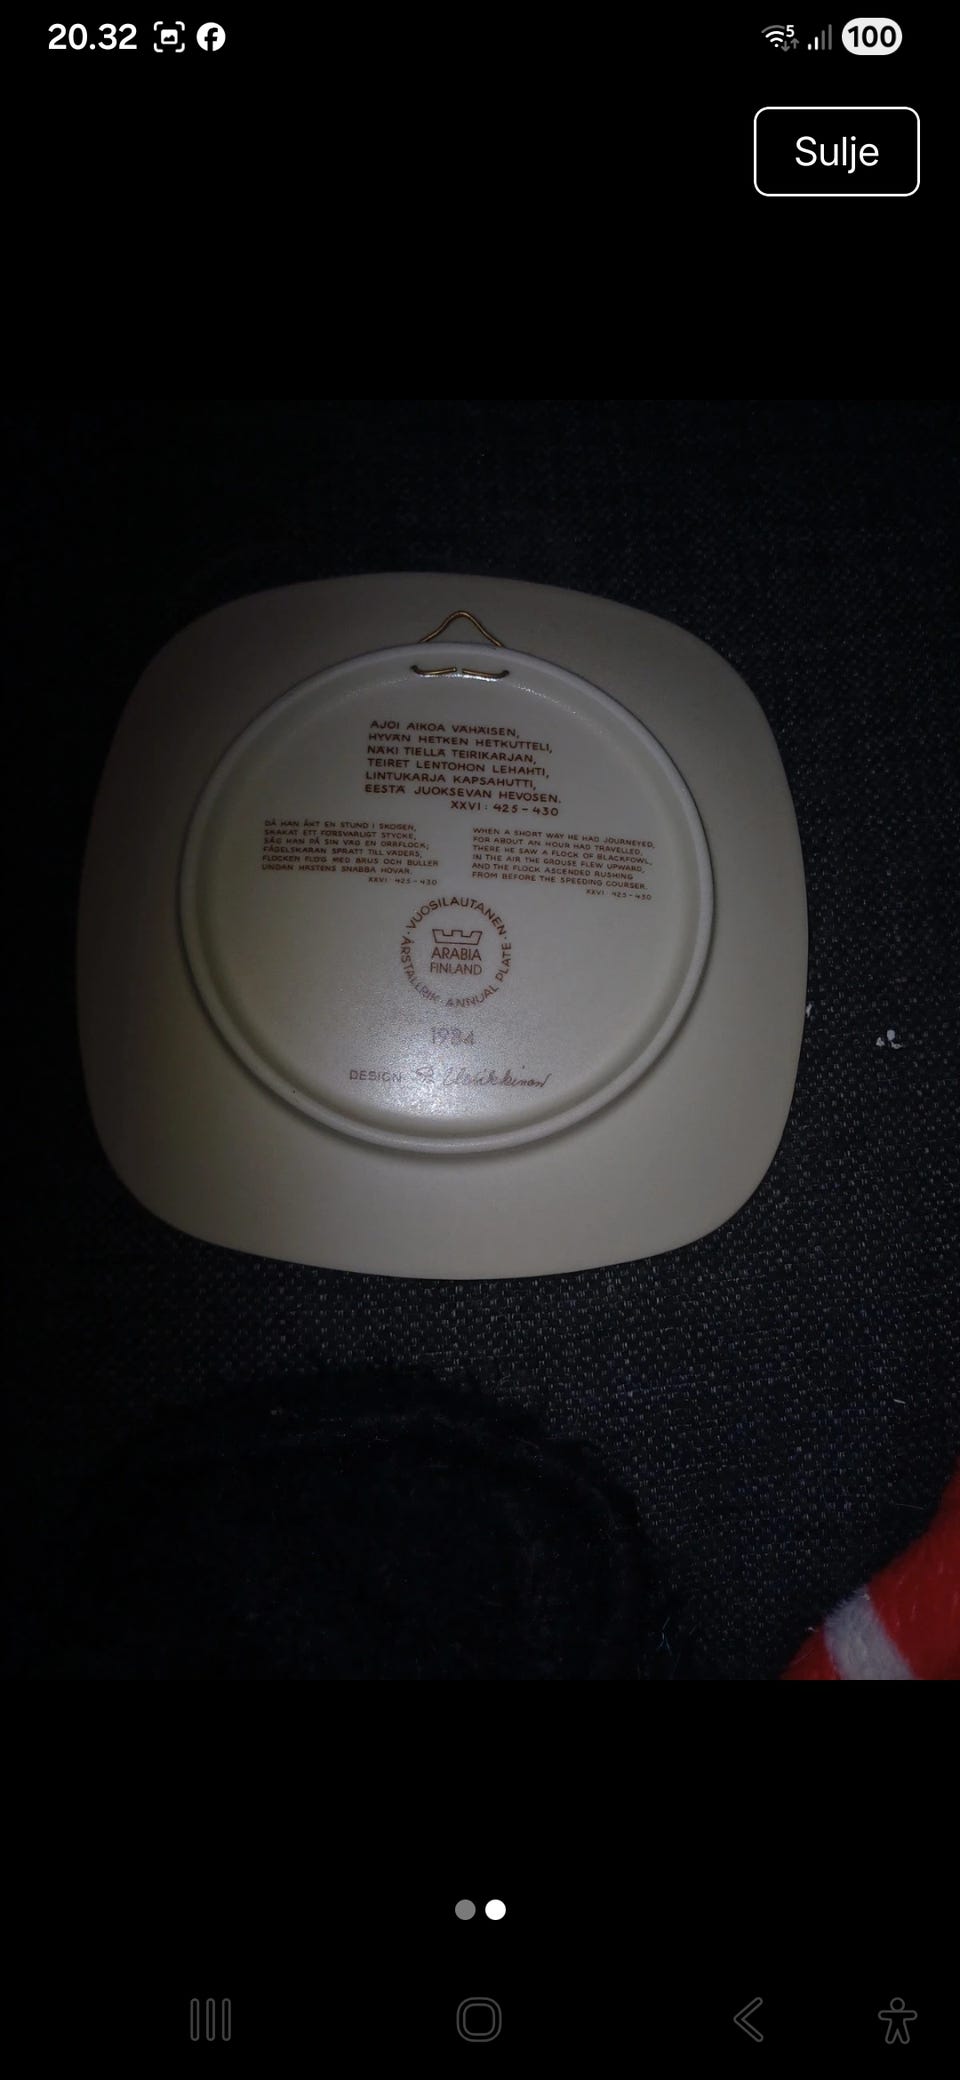 20.32
5
100
Sulje
AJOI AIKOA VÄHÄISEN,
HYVÄN HETKEN HETKUTTELI,
NÄKI TIELLÄ TEIRIKARJAN,
TEIRET LENTOHON LEHAHTI,
LINTUKARJA KAPSAHUTTI,
EESTÄ JUOKSEVAN HEVOSEN.
XXVI: 425-430
DÅ HAN ÅKT EN STUND I SKOGEN,
SKAKAT ETT FÖRSVARLIGT STYCKE,
SÅG HAN PÅ SIN VÄG EN ORRFLOCK;
FÅGELSKARAN SPRATT TILL VÄDERS,
FLOCKEN FLÖG MED BRUS OCH BULLER
UNDAN HÄSTENS SNABBA HOVAR.
XXVI: 425-430
WHEN A SHORT WAY HE HAD JOURNEYED,
FOR ABOUT AN HOUR HAD TRAVELLED,
THERE HE SAW A FLOCK OF BLACKFOWL,
IN THE AIR THE GROUSE FLEW UPWARD,
AND THE FLOCK ASCENDED RUSHING
FROM BEFORE THE SPEEDING COURSER.
XXVI: 425-430
·VUOSILAUTANEN·
ANNUAL PLATE
ÅRSTALLRIK
ARABIA
FINLAND
1984
DESIGN R. Uosikkinen